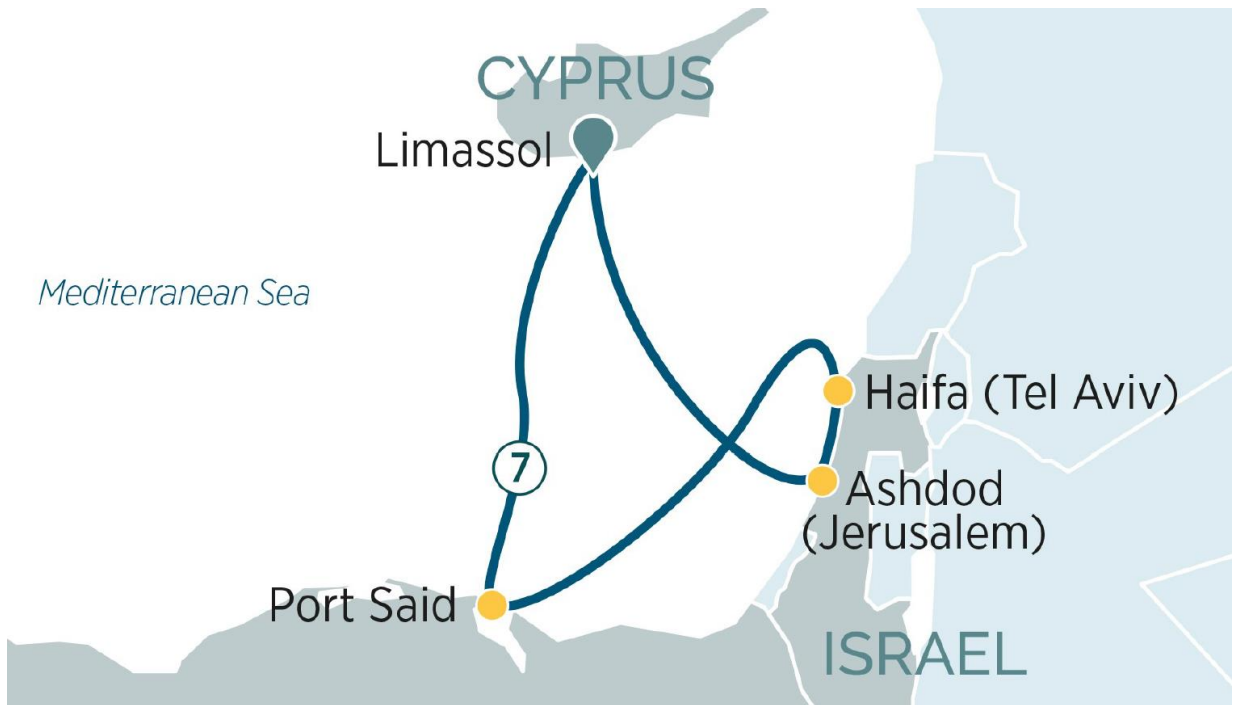 CYPRUS
Limassol
Mediterranean Sea
Haifa (Tel Aviv)
7
Ashdod
(Jerusalem)
Port Said
ISRAEL